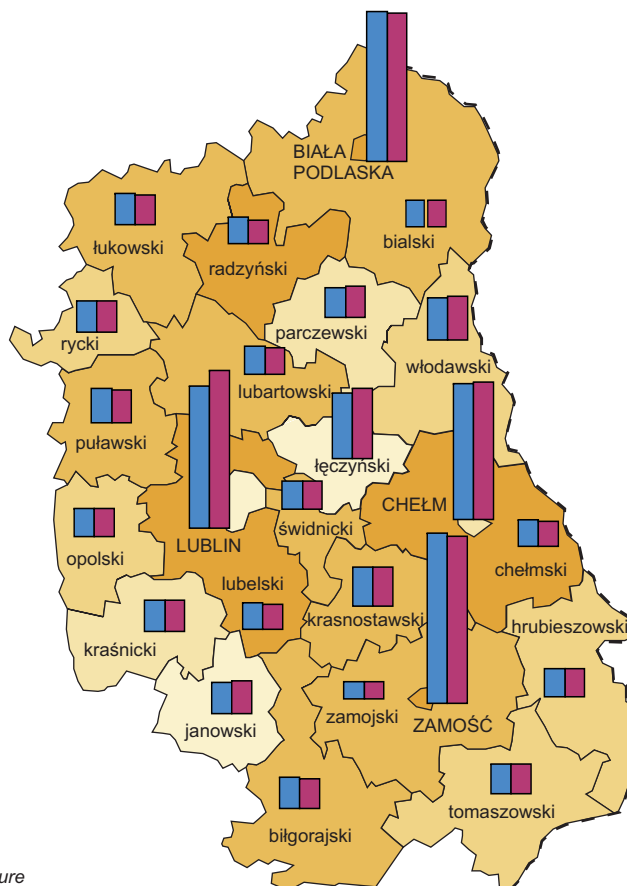 BIAŁA
PODLASKA
bialski
łukowski
radzyński
parczewski
rycki
włodawski
lubartowski
puławski
łęczyński
CHEŁM
świdnicki
LUBLIN
opolski
chełmski
lubelski
krasnostawski
hrubieszowski
kraśnicki
zamojski
ZAMOŚĆ
janowski
tomaszowski
biłgorajski
ure